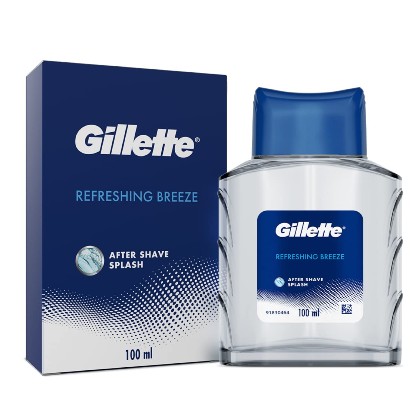 Gillette®
REFRESHING BREEZE
AFTER SHAVE
SPLASH
100 ml
Gillette®
REFRESHING BREEZE
AFTER SHAVE
SPLASH
100 ml